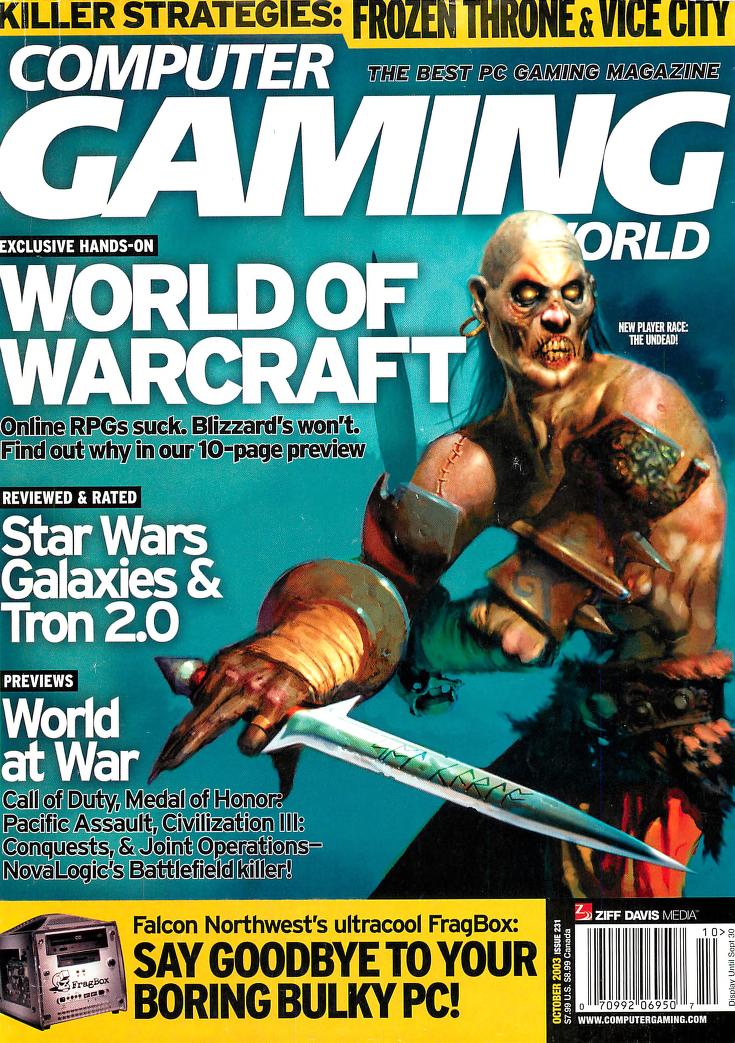 KILLER STRATEGIES: FROZEN THRONE & VICE CITY
COMPUTER
THE BEST PC GAMING MAGAZINE
GAMING
WORLD
EXCLUSIVE HANDS-ON
WORLD OF
WARCRAFT
NEW PLAYER RACE:
THE UNDEAD!
Online RPGs suck. Blizzard's won't.
Find out why in our 10-page preview
REVIEWED & RATED
Star Wars
Galaxies &
Tron 2.0
PREVIEWS
World
at War
Call of Duty, Medal of Honor:
Pacific Assault, Civilization III:
Conquests, & Joint Operations—
NovaLogic's Battlefield killer!
FragBox
Falcon Northwest's ultracool FragBox:
SAY GOODBYE TO YOUR
BORING BULKY PC!
OCTOBER 2003 ISSUE 231
$7.99 U.S. $8.99 Canada
ZIFF DAVIS MEDIA™
10>
0 70992 06950 7
Display Until Sept 30
WWW.COMPUTERGAMING.COM